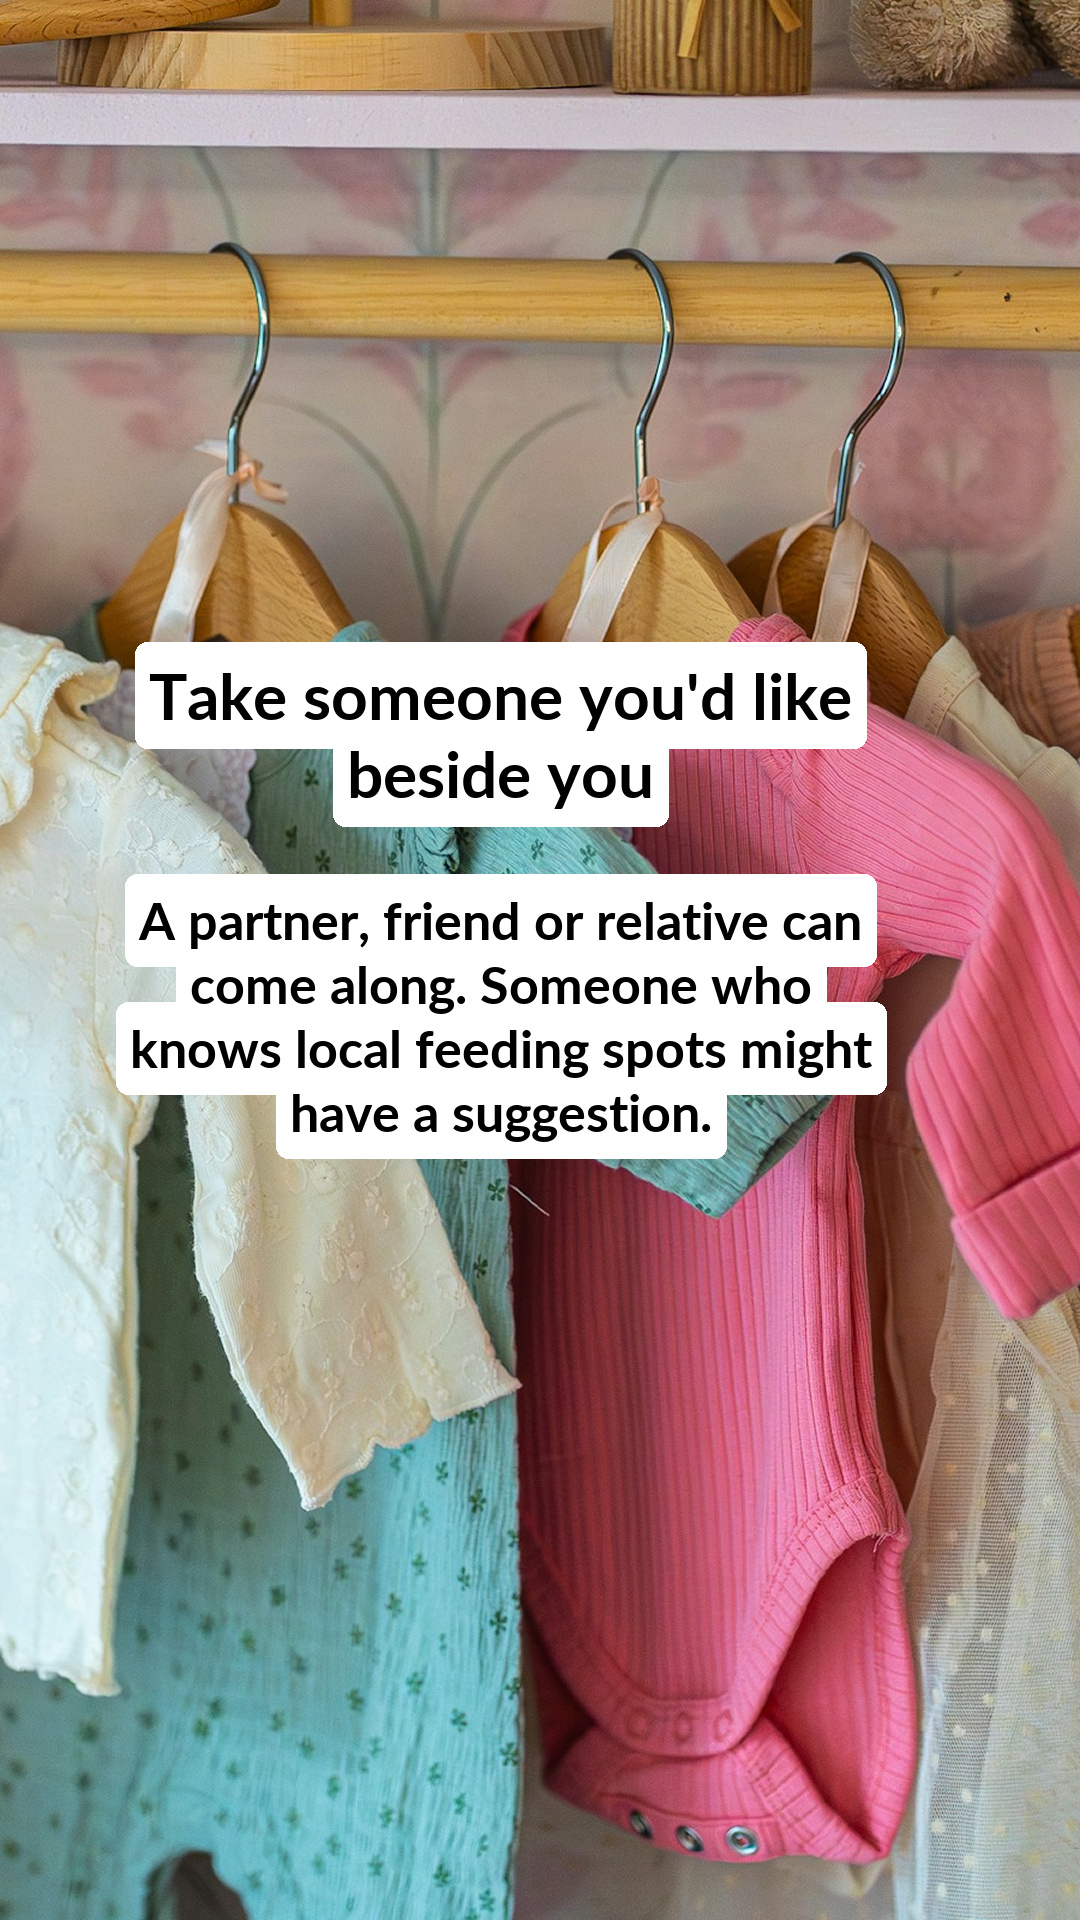 Take someone you'd like
beside you
A partner, friend or relative can
come along. Someone who
knows local feeding spots might
have a suggestion.